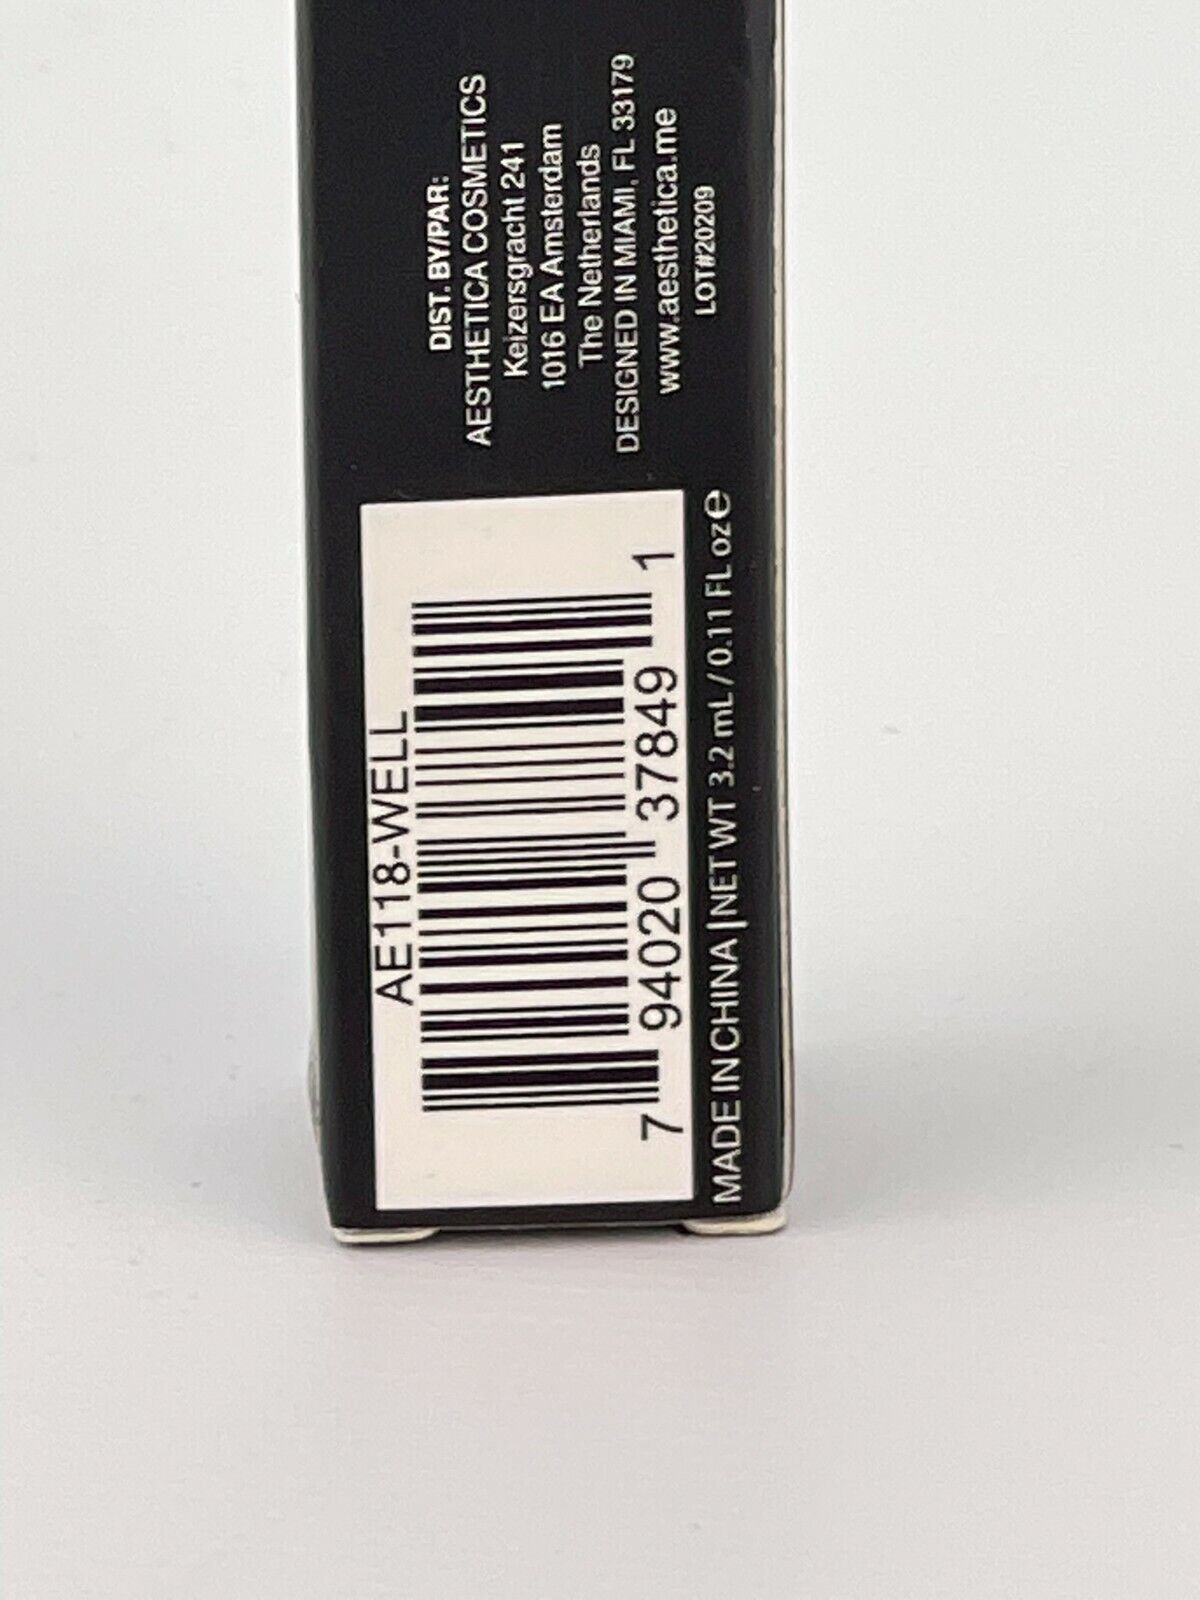 DIST. BY/PAR:
AESTHETICA COSMETICS
Keizersgracht 241
1016 EA Amsterdam
The Netherlands
DESIGNED IN MIAMI, FL 33179
www.aesthetica.me
LOT#20209
AE118-WELL
7 94020 37849 1
MADE IN CHINA | NET WT 3.2 mL / 0.11 FL oz e